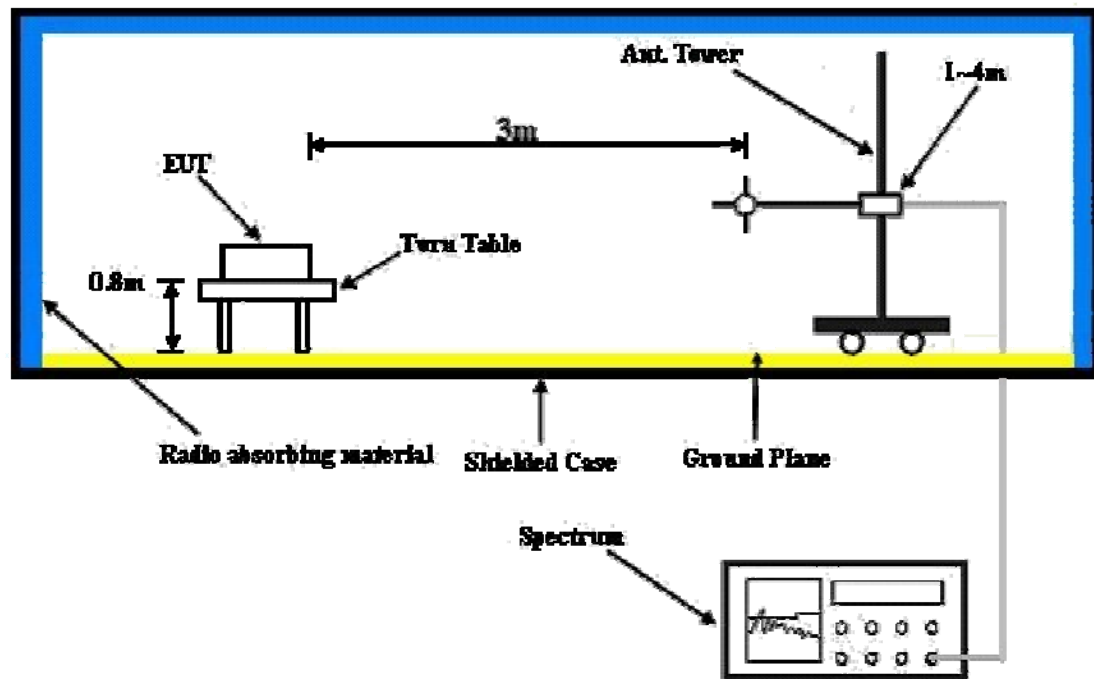 Ant. Tower
1~4m
3m
EUT
Turn Table
0.8m
Radio absorbing material
Shielded Case
Ground Plane
Spectrum